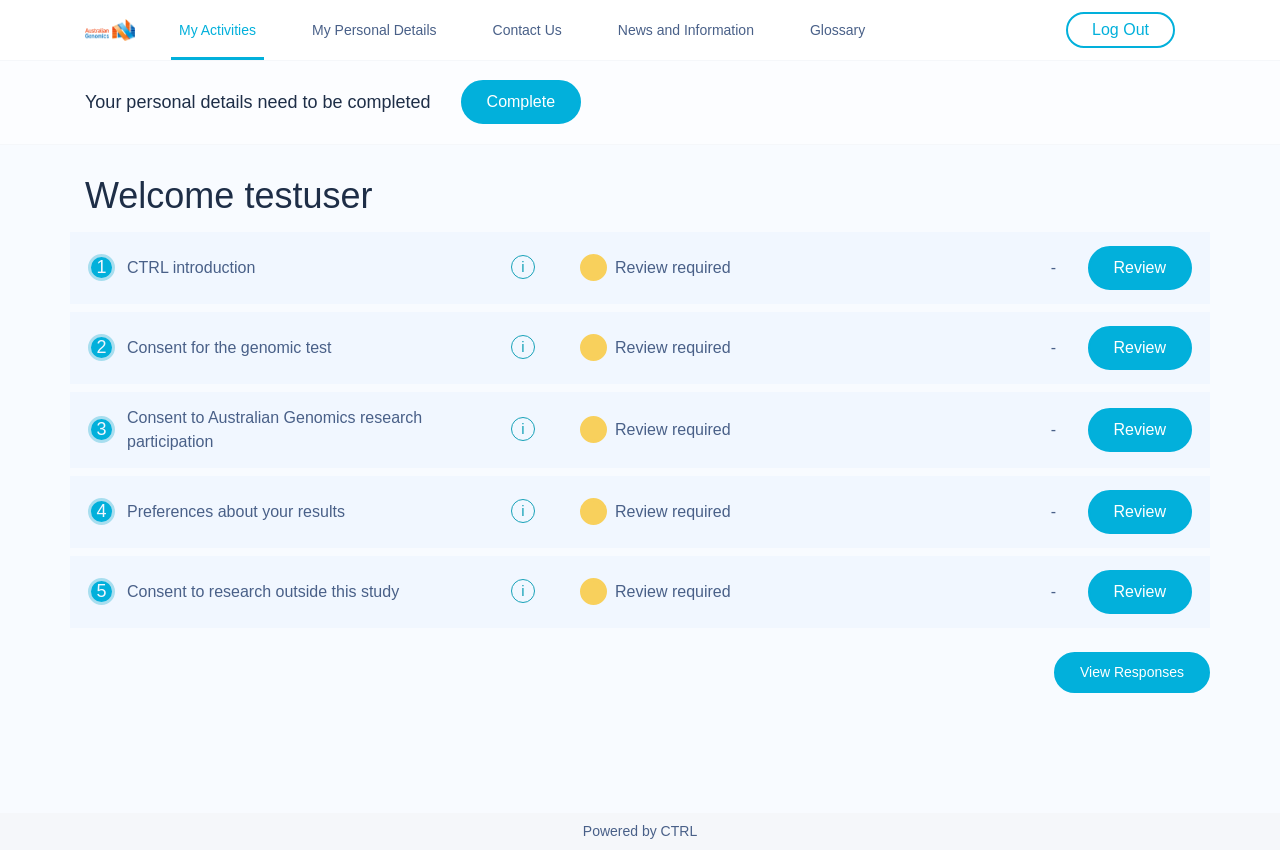 Australian
Genomics
My Activities
My Personal Details
Contact Us
News and Information
Glossary
Log Out
Your personal details need to be completed
Complete
Welcome testuser
1 CTRL introduction i Review required - Review
2 Consent for the genomic test i Review required - Review
3 Consent to Australian Genomics research
participation i Review required - Review
4 Preferences about your results i Review required - Review
5 Consent to research outside this study i Review required - Review
View Responses
Powered by CTRL